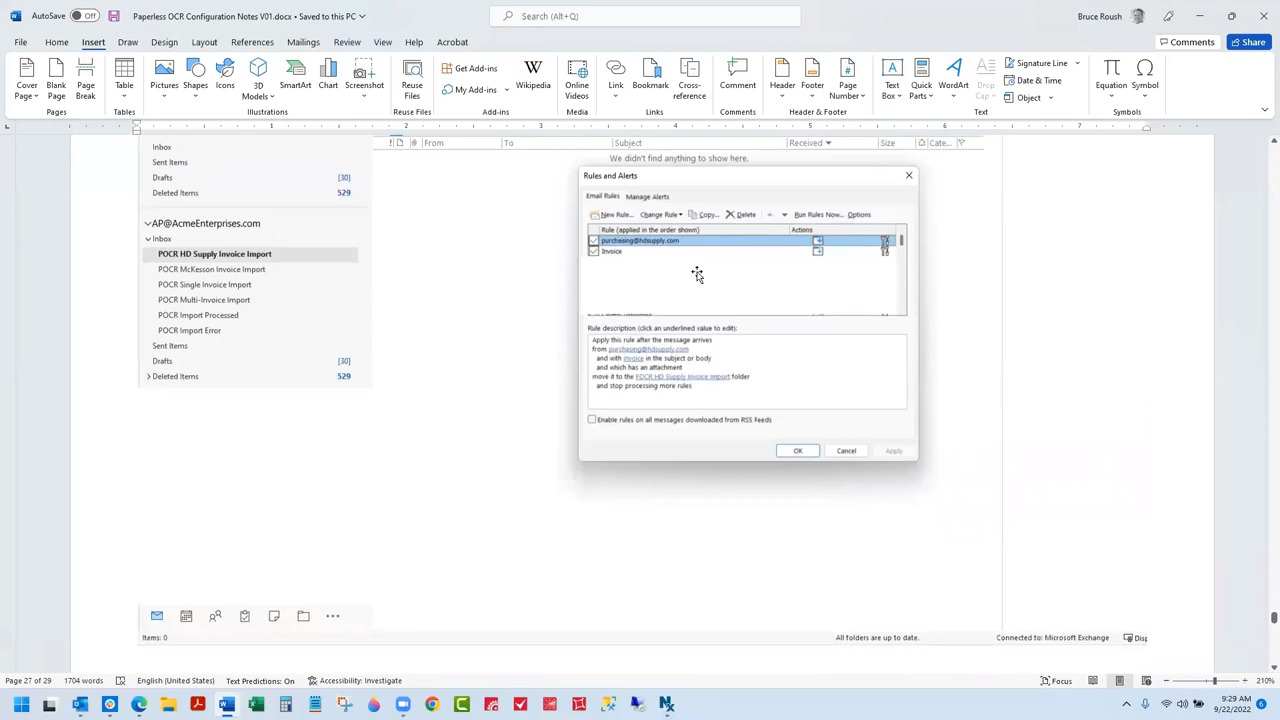 AutoSave Off Paperless OCR Configuration Notes V01.docx • Saved to this PC Search (Alt+Q) Bruce Roush
File Home Insert Draw Design Layout References Mailings Review View Help Acrobat Comments Share
Cover Page Blank Page Page Break Table Pictures Shapes Icons 3D Models SmartArt Chart Screenshot Reuse Files Get Add-ins My Add-ins Wikipedia Online Videos Link Bookmark Cross-reference Comment Header Footer Page Number Text Box Quick Parts WordArt Drop Cap Signature Line Date & Time Object Equation Symbol
Pages Tables Illustrations Reuse Files Add-ins Media Links Comments Header & Footer Text Symbols
1 2 3 4 5 6 7
From To Subject Received Size Cate...
We didn't find anything to show here.
Inbox
Sent Items
Drafts [30]
Deleted Items 529
AP@AcmeEnterprises.com
Inbox
POCR HD Supply Invoice Import
POCR McKesson Invoice Import
POCR Single Invoice Import
POCR Multi-Invoice Import
POCR Import Processed
POCR Import Error
Sent Items
Drafts [30]
Deleted Items 529
Rules and Alerts
Email Rules Manage Alerts
New Rule... Change Rule Copy... Delete Run Rules Now... Options
Rule (applied in the order shown) Actions
purchasing@hdsupply.com
Invoice
Rule description (click an underlined value to edit):
Apply this rule after the message arrives
from purchasing@hdsupply.com
and with Invoice in the subject or body
and which has an attachment
move it to the POCR HD Supply Invoice Import folder
and stop processing more rules
Enable rules on all messages downloaded from RSS Feeds
OK Cancel Apply
Items: 0 All folders are up to date. Connected to: Microsoft Exchange Disp
Page 27 of 29 1704 words English (United States) Text Predictions: On Accessibility: Investigate Focus 210%
9:29 AM
9/22/2022 6